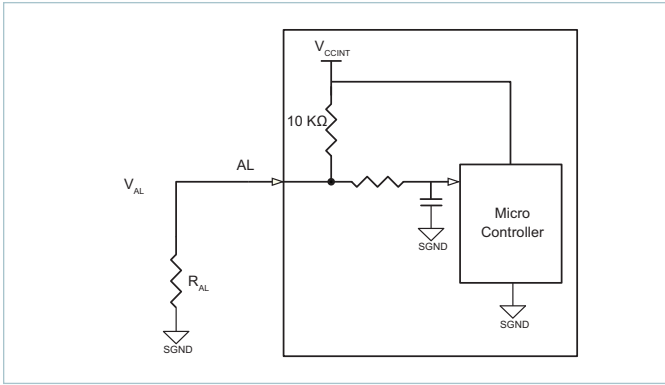 V_CCINT
10 KΩ
AL
V_AL
Micro
Controller
SGND
R_AL
SGND
SGND